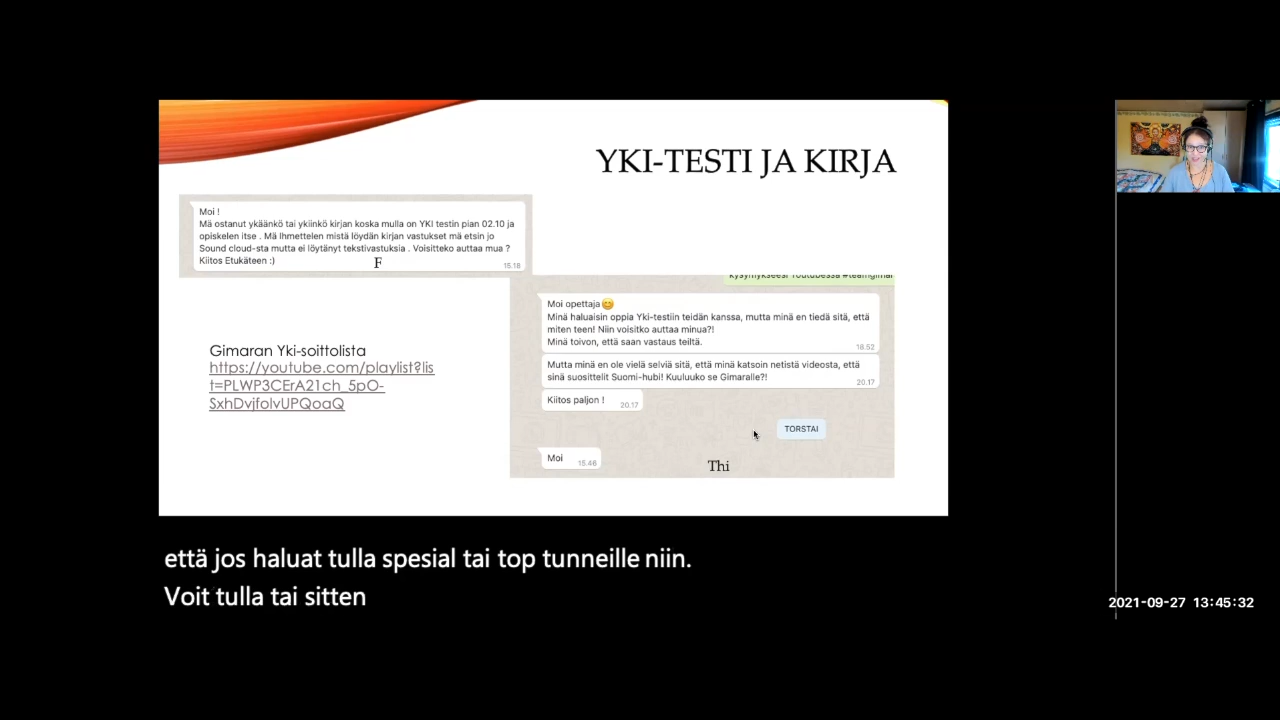 YKI-TESTI JA KIRJA
Moi !
Mä ostanut ykäänkö tai ykiinkö kirjan koska mulla on YKI testin pian 02.10 ja
opiskelen itse . Mä Ihmettelen mistä löydän kirjan vastukset mä etsin jo
Sound cloud-sta mutta ei löytänyt tekstivastuksia . Voisitteko auttaa mua ?
Kiitos Etukäteen :)
15.18
F
kysymykseesi Youtubessa #teamgimar
Moi opettaja😊
Minä haluaisin oppia Yki-testiin teidän kanssa, mutta minä en tiedä sitä, että
miten teen! Niin voisitko auttaa minua?!
Minä toivon, että saan vastaus teiltä.
18.52
Mutta minä en ole vielä selviä sitä, että minä katsoin netistä videosta, että
sinä suosittelit Suomi-hubi! Kuuluuko se Gimaralle?!
20.17
Kiitos paljon !
20.17
TORSTAI
Moi
15.46
Thi
Gimaran Yki-soittolista
https://youtube.com/playlist?lis
t=PLWP3CErA21ch_5pO-
SxhDvjfolvUPQoaQ
että jos haluat tulla spesial tai top tunneille niin.
Voit tulla tai sitten
2021-09-27 13:45:32